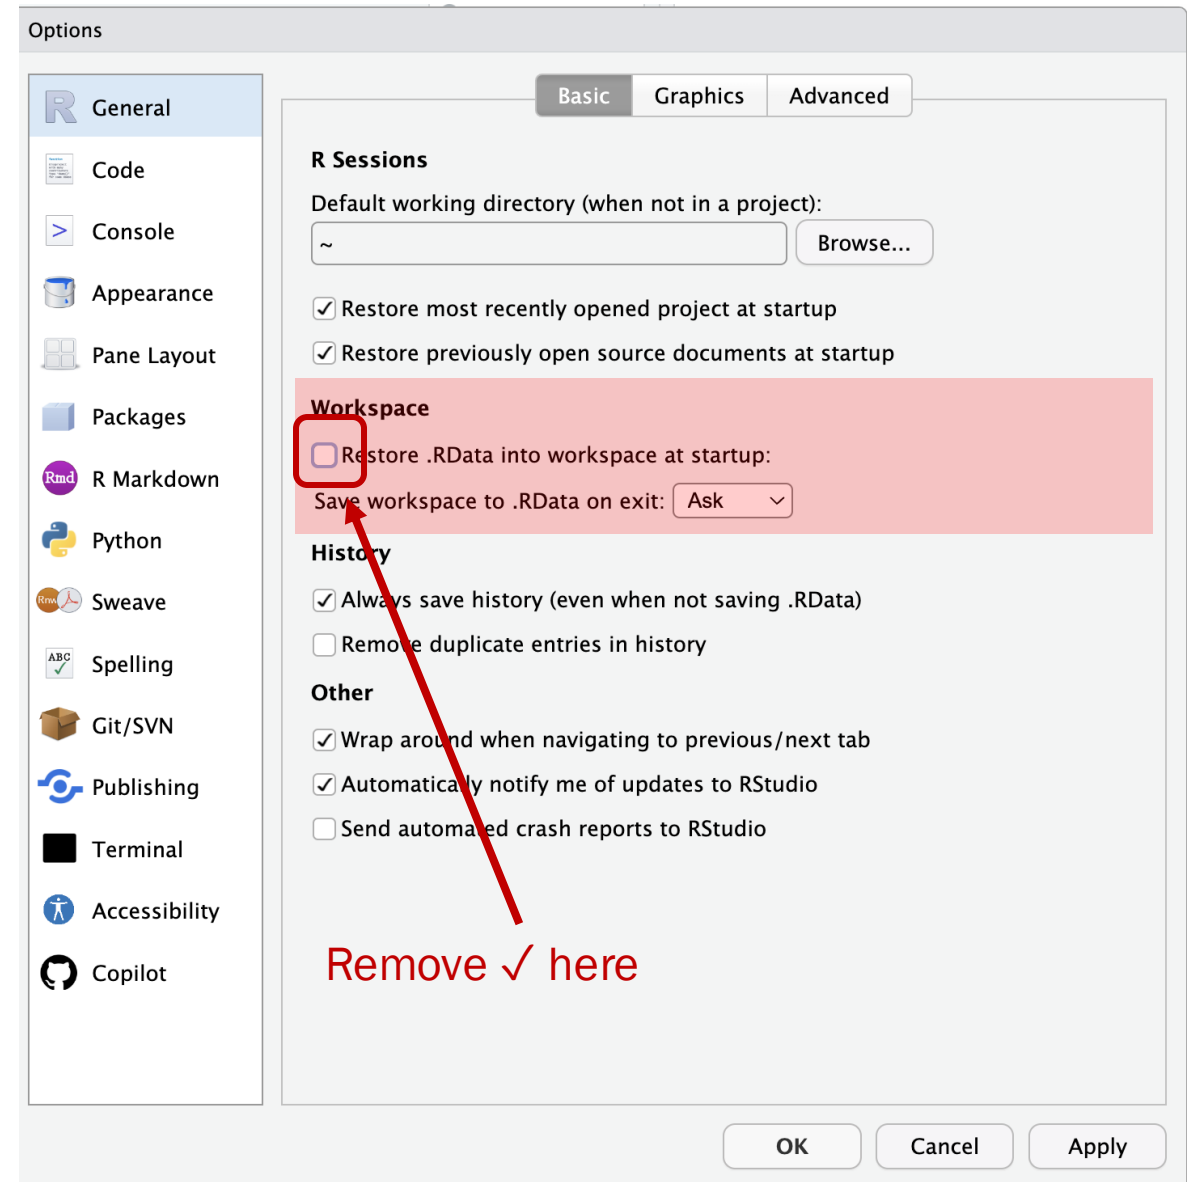 Options
General
Code
Console
>
Appearance
Pane Layout
Packages
Rmd
R Markdown
Python
Rnw
Sweave
ABC
Spelling
Git/SVN
Publishing
Terminal
Accessibility
Copilot
Basic
Graphics
Advanced
R Sessions
Default working directory (when not in a project):
~
Browse...
✓ Restore most recently opened project at startup
✓ Restore previously open source documents at startup
Workspace
Restore .RData into workspace at startup:
Save workspace to .RData on exit: Ask
History
✓ Always save history (even when not saving .RData)
Remove duplicate entries in history
Other
✓ Wrap around when navigating to previous/next tab
✓ Automatically notify me of updates to RStudio
Send automated crash reports to RStudio
Remove ✓ here
OK
Cancel
Apply